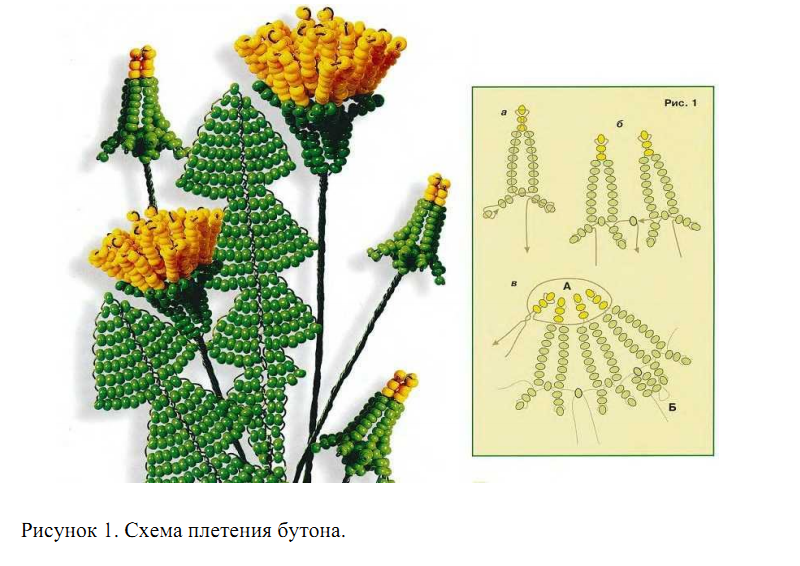 Рис. 1
а
б
в
А
Б
Рисунок 1. Схема плетения бутона.